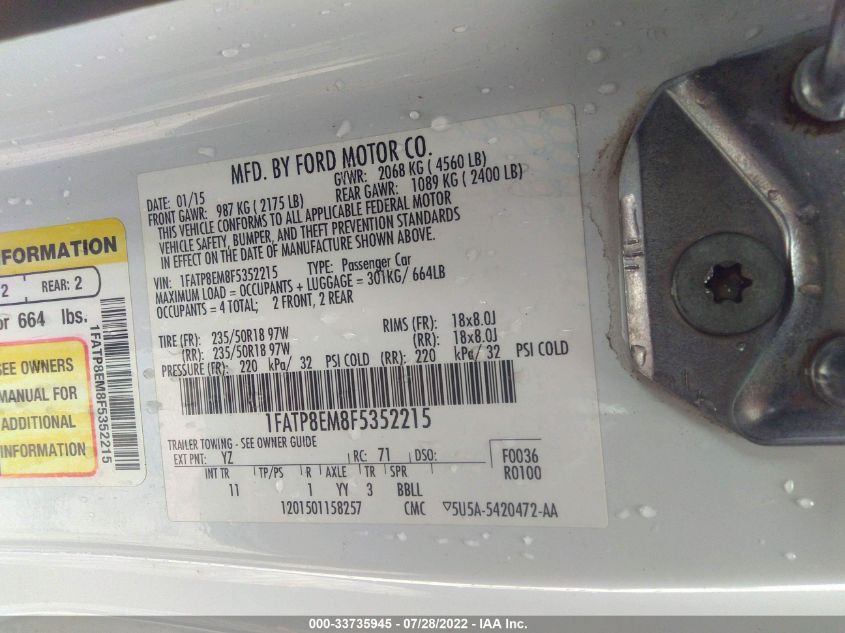 MFD. BY FORD MOTOR CO.
DATE: 01/15
GVWR: 2068 KG ( 4560 LB)
FRONT GAWR: 987 KG ( 2175 LB)
REAR GAWR: 1089 KG ( 2400 LB)
THIS VEHICLE CONFORMS TO ALL APPLICABLE FEDERAL MOTOR
VEHICLE SAFETY, BUMPER, AND THEFT PREVENTION STANDARDS
IN EFFECT ON THE DATE OF MANUFACTURE SHOWN ABOVE.
VIN: 1FATP8EM8F5352215 TYPE: Passenger Car
MAXIMUM LOAD = OCCUPANTS + LUGGAGE = 301KG/ 664LB
OCCUPANTS = 4 TOTAL; 2 FRONT, 2 REAR
TIRE (FR): 235/50R18 97W RIMS (FR): 18x8.0J
(RR): 235/50R18 97W (RR): 18x8.0J
PRESSURE (FR): 220 kPa/ 32 PSI COLD (RR): 220 kPa/ 32 PSI COLD
1FATP8EM8F5352215
TRAILER TOWING - SEE OWNER GUIDE
EXT PNT: YZ RC: 71 DSO: F0036
INT TR TP/PS R AXLE TR SPR R0100
11 1 YY 3 BBLL
1201501158257 CMC ▽5U5A-5420472-AA
FORMATION
2 REAR: 2
or 664 lbs.
SEE OWNERS
MANUAL FOR
ADDITIONAL
INFORMATION
1FATP8EM8F5352215
000-33735945 - 07/28/2022 - IAA Inc.